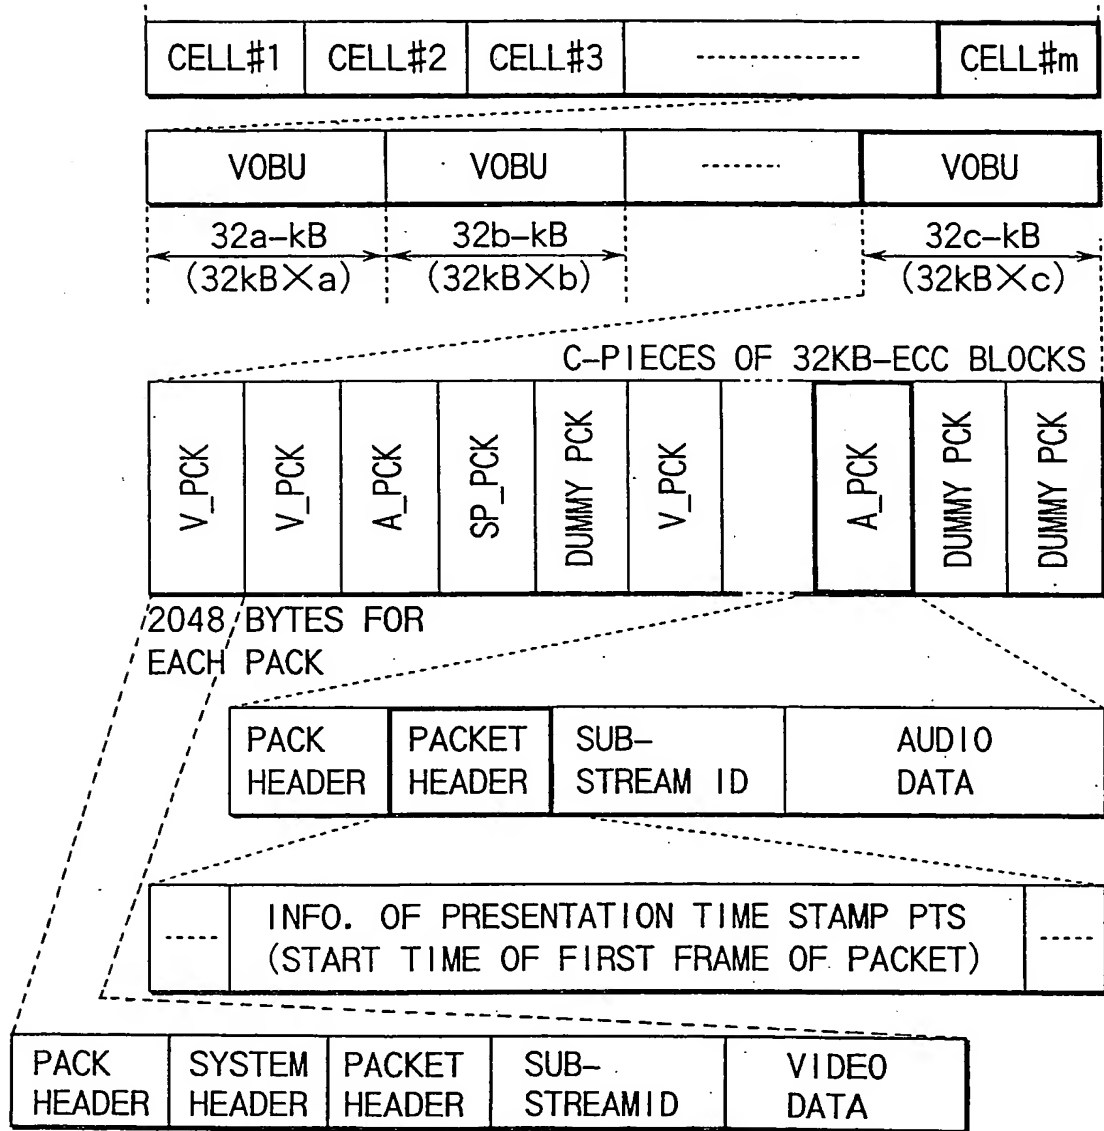 CELL#1 CELL#2 CELL#3 CELL#m
VOBU VOBU VOBU
32a-kB 32b-kB 32c-kB
(32kB×a) (32kB×b) (32kB×c)
C-PIECES OF 32KB-ECC BLOCKS
V_PCK
V_PCK
A_PCK
SP_PCK
DUMMY PCK
V_PCK
A_PCK
DUMMY PCK
DUMMY PCK
2048 BYTES FOR
EACH PACK
PACK PACKET SUB- AUDIO
HEADER HEADER STREAM ID DATA
INFO. OF PRESENTATION TIME STAMP PTS
(START TIME OF FIRST FRAME OF PACKET)
PACK SYSTEM PACKET SUB- VIDEO
HEADER HEADER HEADER STREAMID DATA